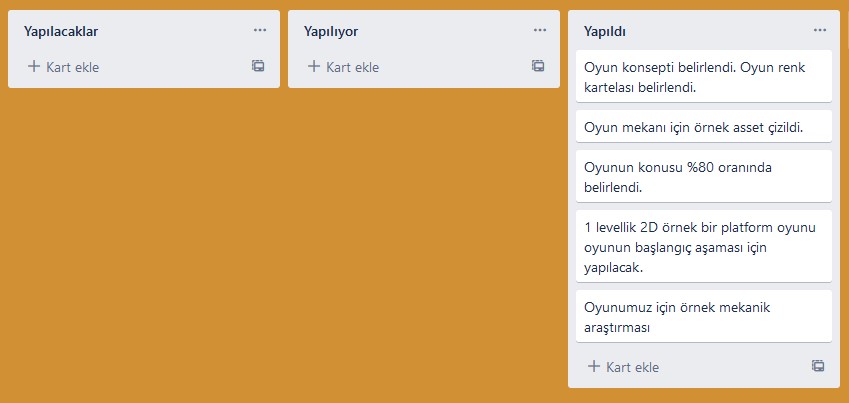 Yapılacaklar
+ Kart ekle
Yapılıyor
+ Kart ekle
Yapıldı
Oyun konsepti belirlendi. Oyun renk
kartelası belirlendi.
Oyun mekanı için örnek asset çizildi.
Oyunun konusu %80 oranında
belirlendi.
1 levellik 2D örnek bir platform oyunu
oyunun başlangıç aşaması için
yapılacak.
Oyunumuz için örnek mekanik
araştırması
+ Kart ekle